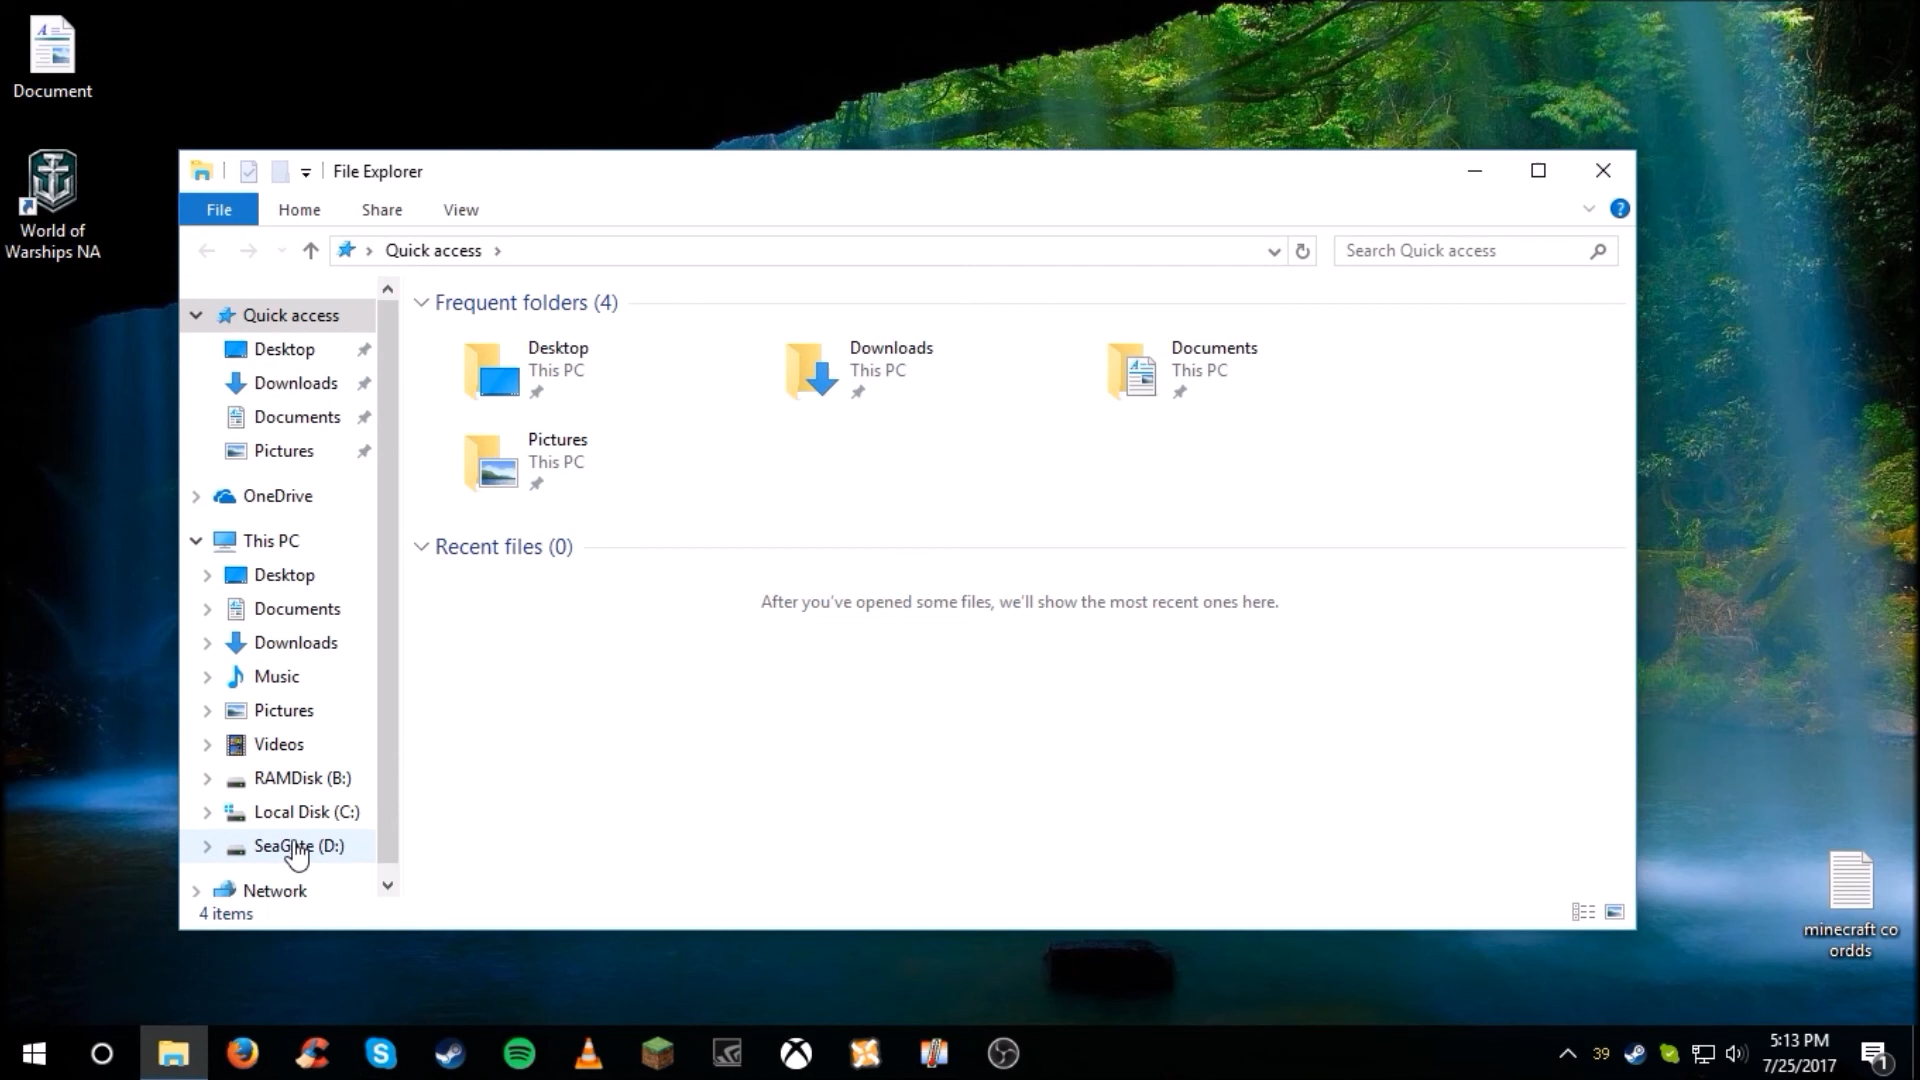 Document
World of
Warships NA
File Explorer
File
Home
Share
View
Quick access
Search Quick access
Quick access
Desktop
Downloads
Documents
Pictures
OneDrive
This PC
Desktop
Documents
Downloads
Music
Pictures
Videos
RAMDisk (B:)
Local Disk (C:)
SeaGate (D:)
Network
4 items
Frequent folders (4)
Desktop
This PC
Downloads
This PC
Documents
This PC
Pictures
This PC
Recent files (0)
After you've opened some files, we'll show the most recent ones here.
minecraft co
ordds
39
5:13 PM
7/25/2017
1